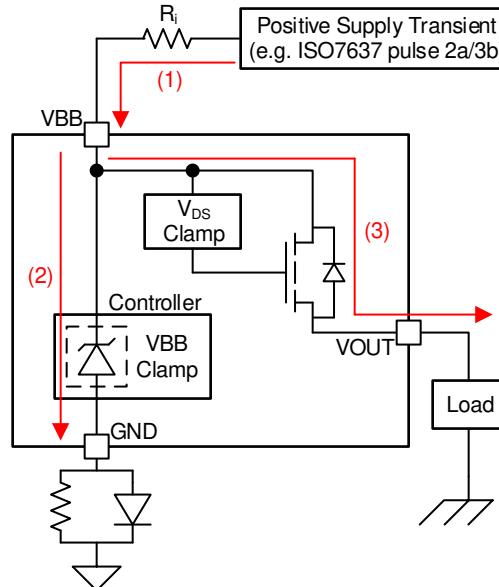 Ri
Positive Supply Transient
(e.g. ISO7637 pulse 2a/3b
(1)
VBB
VDS
Clamp
(3)
(2)
Controller
VBB
Clamp
VOUT
GND
Load